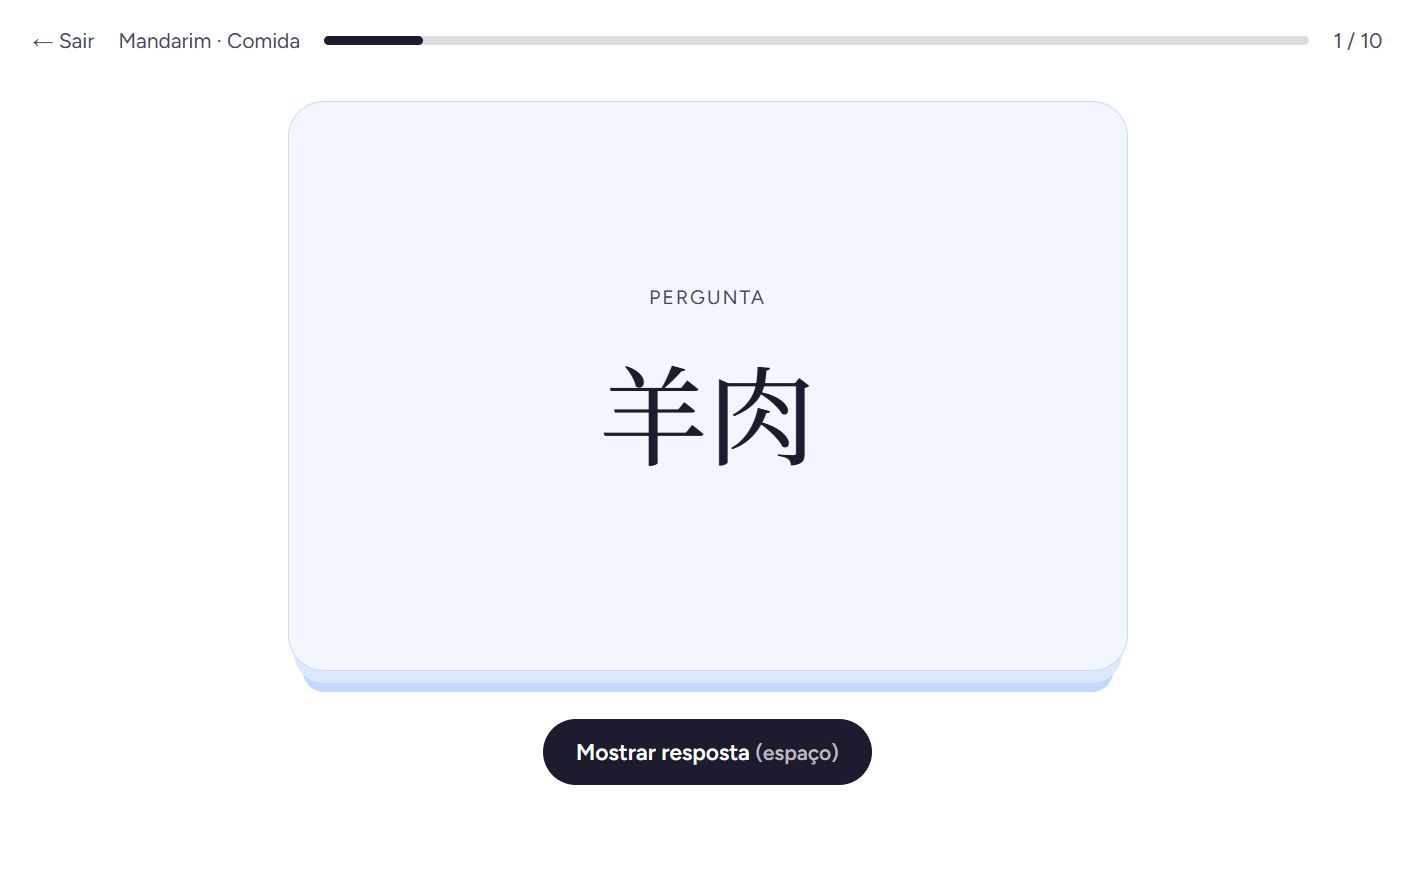 ← Sair Mandarim · Comida 1 / 10
PERGUNTA
羊肉
Mostrar resposta (espaço)